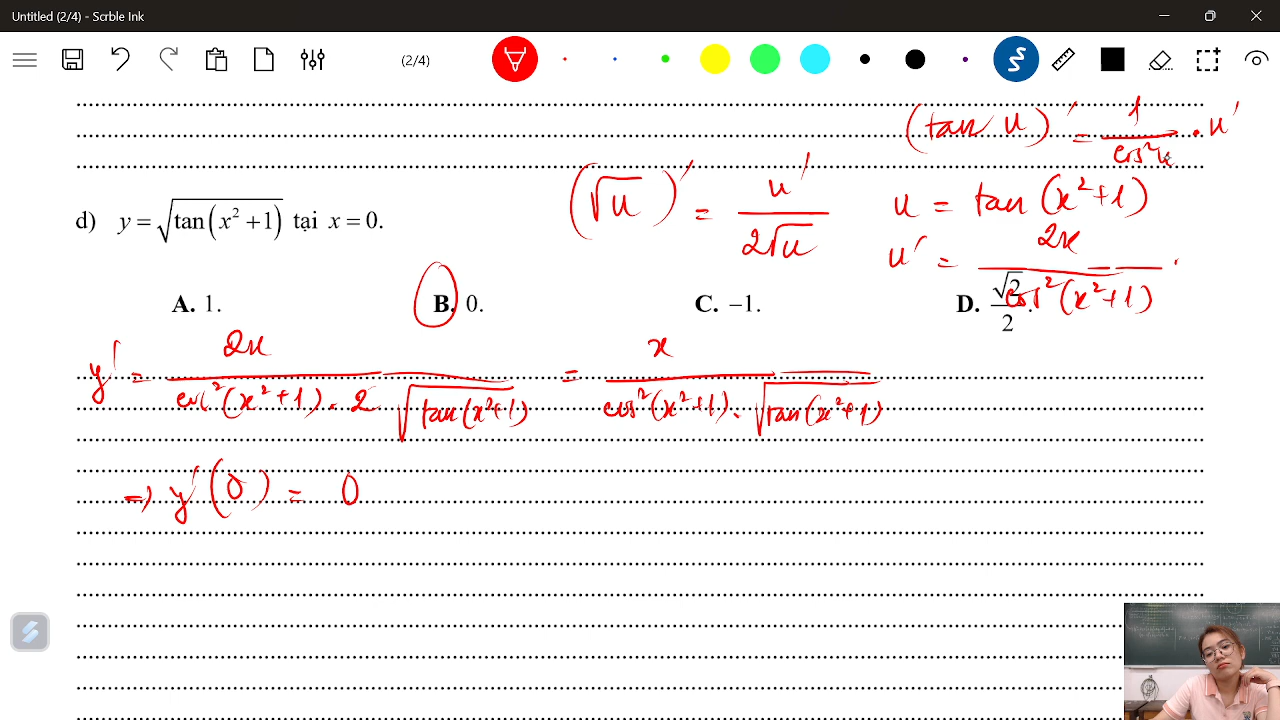 Untitled (2/4) - Scrble Ink
(2/4)
(tan u)' = 1/cos²u . u'
(√u)' = u'/2√u
u = tan(x²+1)
d) y = √tan(x² + 1) tại x = 0.
u' = 2x/cos²(x²+1) .
A. 1. B. 0. C. –1. D. √2/2.
y' = 2x/cos²(x²+1) . 2√tan(x²+1) = x/cos²(x²+1) . √tan(x²+1)
⇒ y'(0) = 0